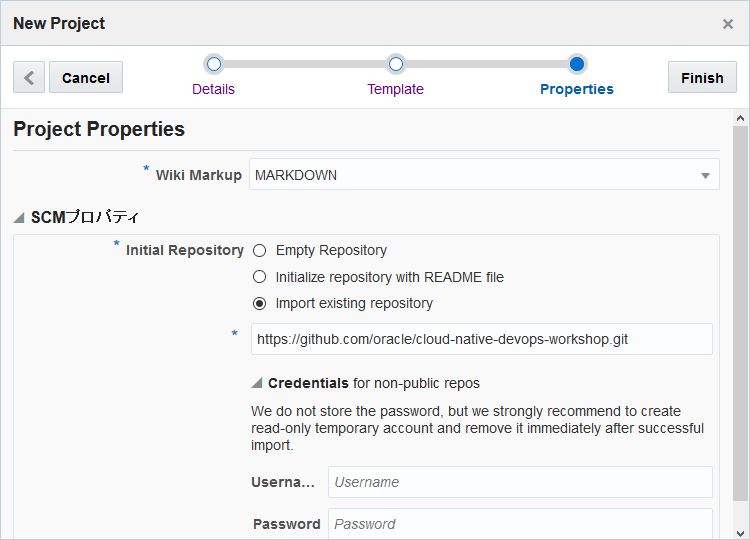 New Project ×
Cancel
Details
Template
Properties
Finish
Project Properties
* Wiki Markup MARKDOWN
SCMプロパティ
* Initial Repository Empty Repository
Initialize repository with README file
Import existing repository
* https://github.com/oracle/cloud-native-devops-workshop.git
Credentials for non-public repos
We do not store the password, but we strongly recommend to create
read-only temporary account and remove it immediately after successful
import.
Userna... Username
Password Password